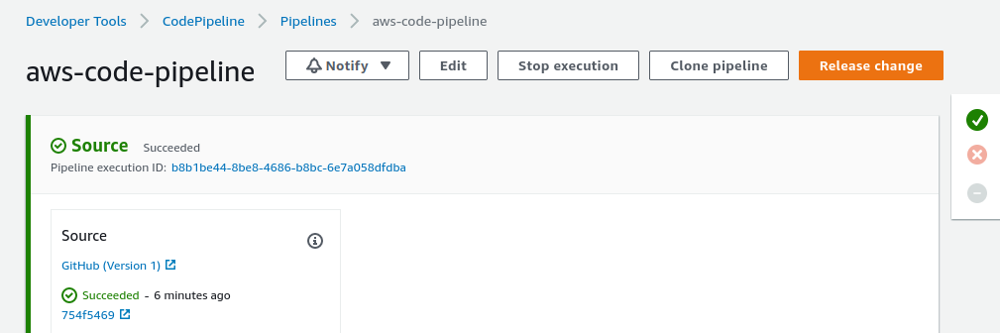 Developer Tools > CodePipeline > Pipelines > aws-code-pipeline
aws-code-pipeline Notify ▼ Edit Stop execution Clone pipeline Release change
Source Succeeded
Pipeline execution ID: b8b1be44-8be8-4686-b8bc-6e7a058dfdba
Source
GitHub (Version 1)
Succeeded - 6 minutes ago
754f5469